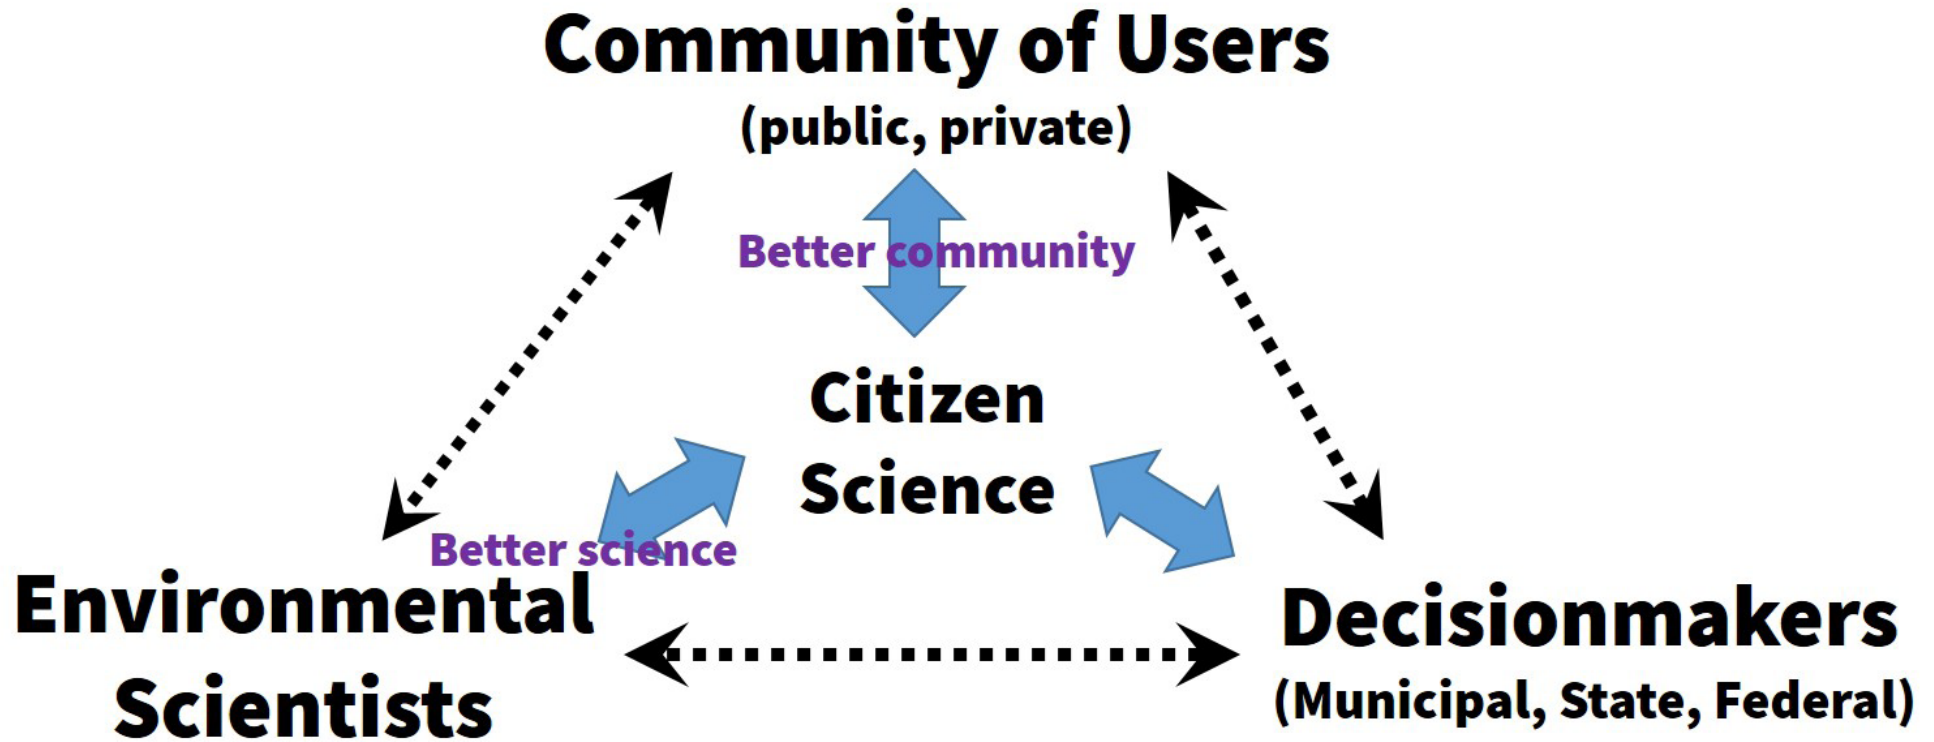 Community of Users
(public, private)
Better community
Citizen
Science
Better science
Environmental
Scientists
Decisionmakers
(Municipal, State, Federal)